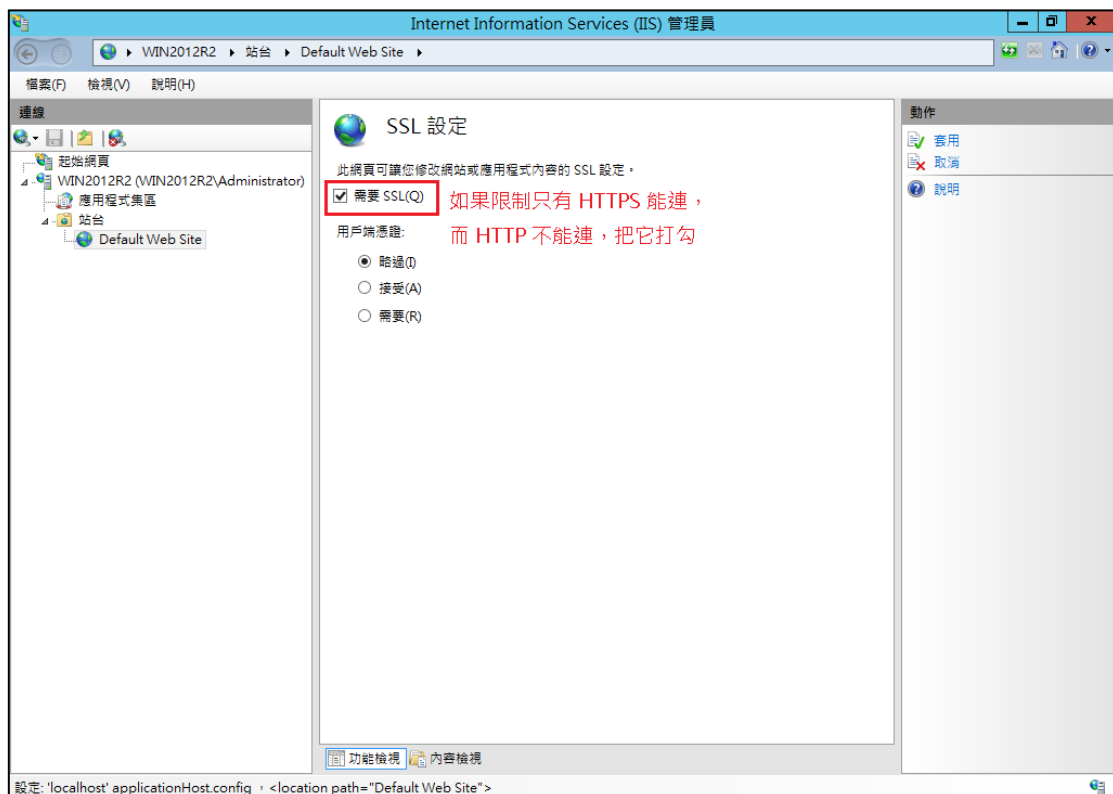 Internet Information Services (IIS) 管理員
WIN2012R2 ▸ 站台 ▸ Default Web Site ▸
檔案(F) 檢視(V) 說明(H)
連線
起始網頁
WIN2012R2 (WIN2012R2\Administrator)
應用程式集區
站台
Default Web Site
SSL 設定
此網頁可讓您修改網站或應用程式內容的 SSL 設定。
需要 SSL(Q)
如果限制只有 HTTPS 能連，
而 HTTP 不能連，把它打勾
用戶端憑證:
略過(I)
接受(A)
需要(R)
功能檢視 內容檢視
動作
套用
取消
說明
設定: 'localhost' applicationHost.config ，<location path="Default Web Site">